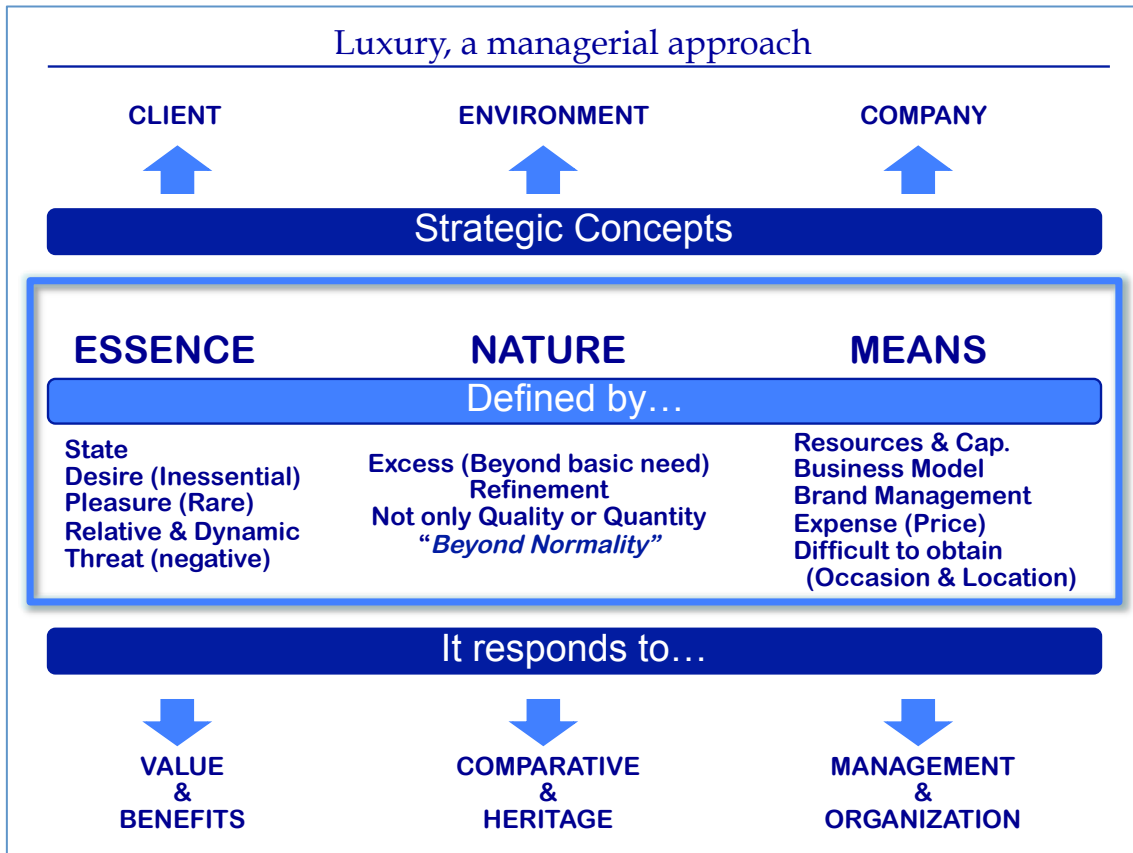 Luxury, a managerial approach
CLIENT
ENVIRONMENT
COMPANY
Strategic Concepts
ESSENCE
NATURE
MEANS
Defined by…
State
Desire (Inessential)
Pleasure (Rare)
Relative & Dynamic
Threat (negative)
Excess (Beyond basic need)
Refinement
Not only Quality or Quantity
“Beyond Normality”
Resources & Cap.
Business Model
Brand Management
Expense (Price)
Difficult to obtain
(Occasion & Location)
It responds to…
VALUE
&
BENEFITS
COMPARATIVE
&
HERITAGE
MANAGEMENT
&
ORGANIZATION